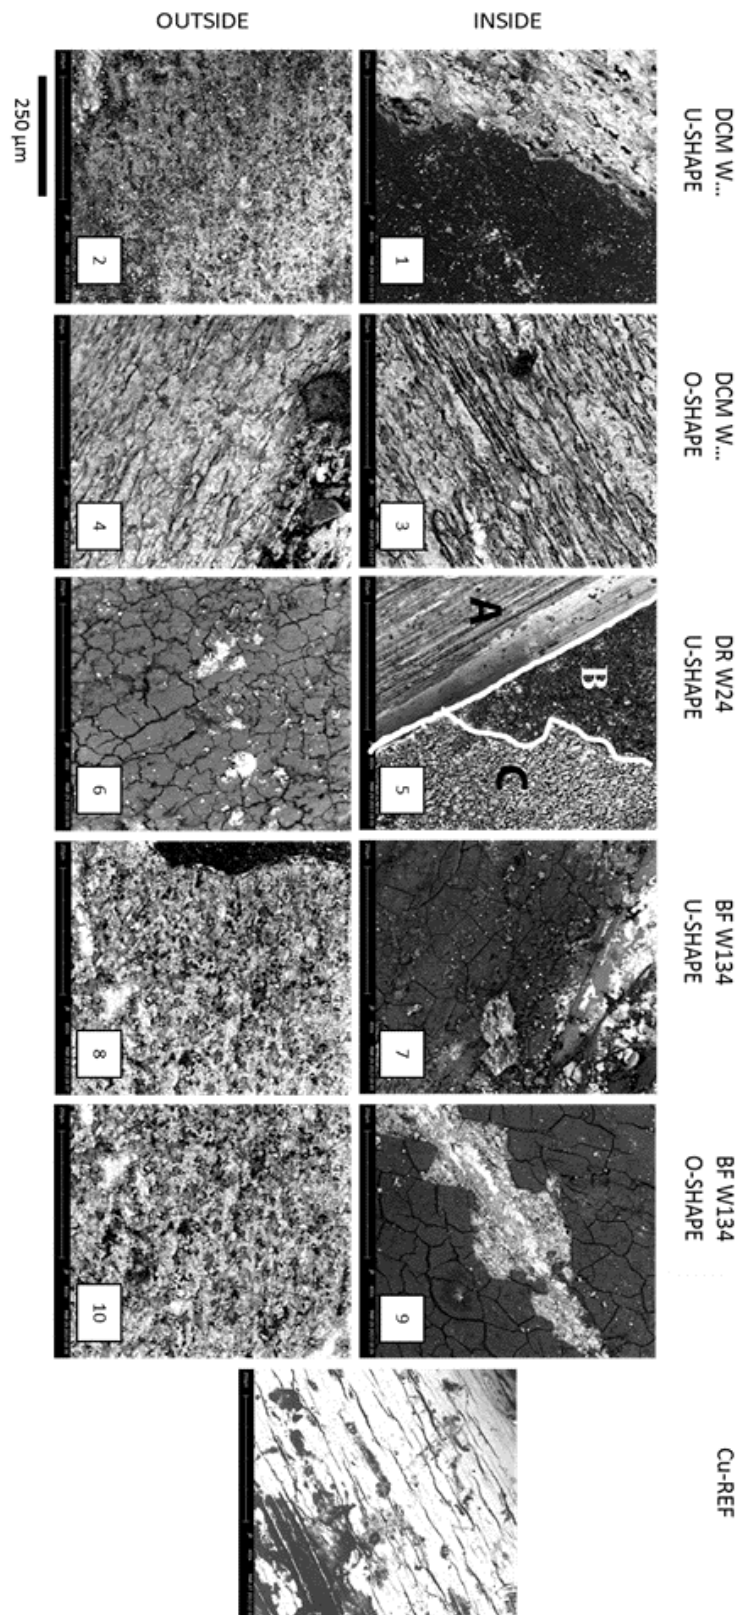 OUTSIDE
INSIDE
DCM W...
U-SHAPE
DCM W...
O-SHAPE
DR W24
U-SHAPE
BF W134
U-SHAPE
BF W134
O-SHAPE
Cu-REF
250 µm
1
2
3
4
A
B
C
5
6
7
8
9
10